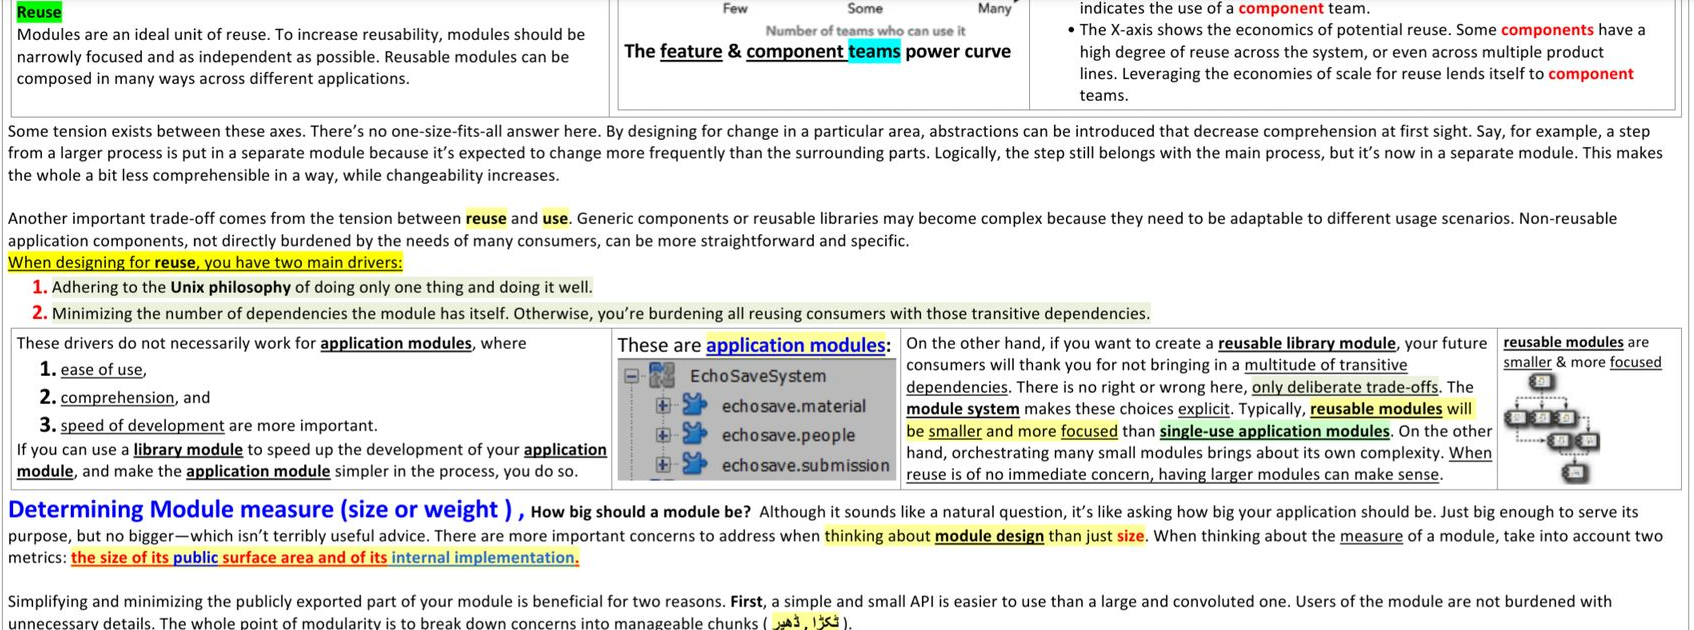 Reuse
Modules are an ideal unit of reuse. To increase reusability, modules should be
narrowly focused and as independent as possible. Reusable modules can be
composed in many ways across different applications.
Few Some Many
Number of teams who can use it
The feature & component teams power curve
indicates the use of a component team.
• The X-axis shows the economics of potential reuse. Some components have a
high degree of reuse across the system, or even across multiple product
lines. Leveraging the economies of scale for reuse lends itself to component
teams.
Some tension exists between these axes. There’s no one-size-fits-all answer here. By designing for change in a particular area, abstractions can be introduced that decrease comprehension at first sight. Say, for example, a step
from a larger process is put in a separate module because it’s expected to change more frequently than the surrounding parts. Logically, the step still belongs with the main process, but it’s now in a separate module. This makes
the whole a bit less comprehensible in a way, while changeability increases.
Another important trade-off comes from the tension between reuse and use. Generic components or reusable libraries may become complex because they need to be adaptable to different usage scenarios. Non-reusable
application components, not directly burdened by the needs of many consumers, can be more straightforward and specific.
When designing for reuse, you have two main drivers:
1. Adhering to the Unix philosophy of doing only one thing and doing it well.
2. Minimizing the number of dependencies the module has itself. Otherwise, you’re burdening all reusing consumers with those transitive dependencies.
These drivers do not necessarily work for application modules, where
1. ease of use,
2. comprehension, and
3. speed of development are more important.
If you can use a library module to speed up the development of your application
module, and make the application module simpler in the process, you do so.
These are application modules:
EchoSaveSystem
echosave.material
echosave.people
echosave.submission
On the other hand, if you want to create a reusable library module, your future
consumers will thank you for not bringing in a multitude of transitive
dependencies. There is no right or wrong here, only deliberate trade-offs. The
module system makes these choices explicit. Typically, reusable modules will
be smaller and more focused than single-use application modules. On the other
hand, orchestrating many small modules brings about its own complexity. When
reuse is of no immediate concern, having larger modules can make sense.
reusable modules are
smaller & more focused
Determining Module measure (size or weight ) , How big should a module be? Although it sounds like a natural question, it’s like asking how big your application should be. Just big enough to serve its
purpose, but no bigger—which isn’t terribly useful advice. There are more important concerns to address when thinking about module design than just size. When thinking about the measure of a module, take into account two
metrics: the size of its public surface area and of its internal implementation.
Simplifying and minimizing the publicly exported part of your module is beneficial for two reasons. First, a simple and small API is easier to use than a large and convoluted one. Users of the module are not burdened with
unnecessary details. The whole point of modularity is to break down concerns into manageable chunks ( ٹکڑا , ڈھیر ).